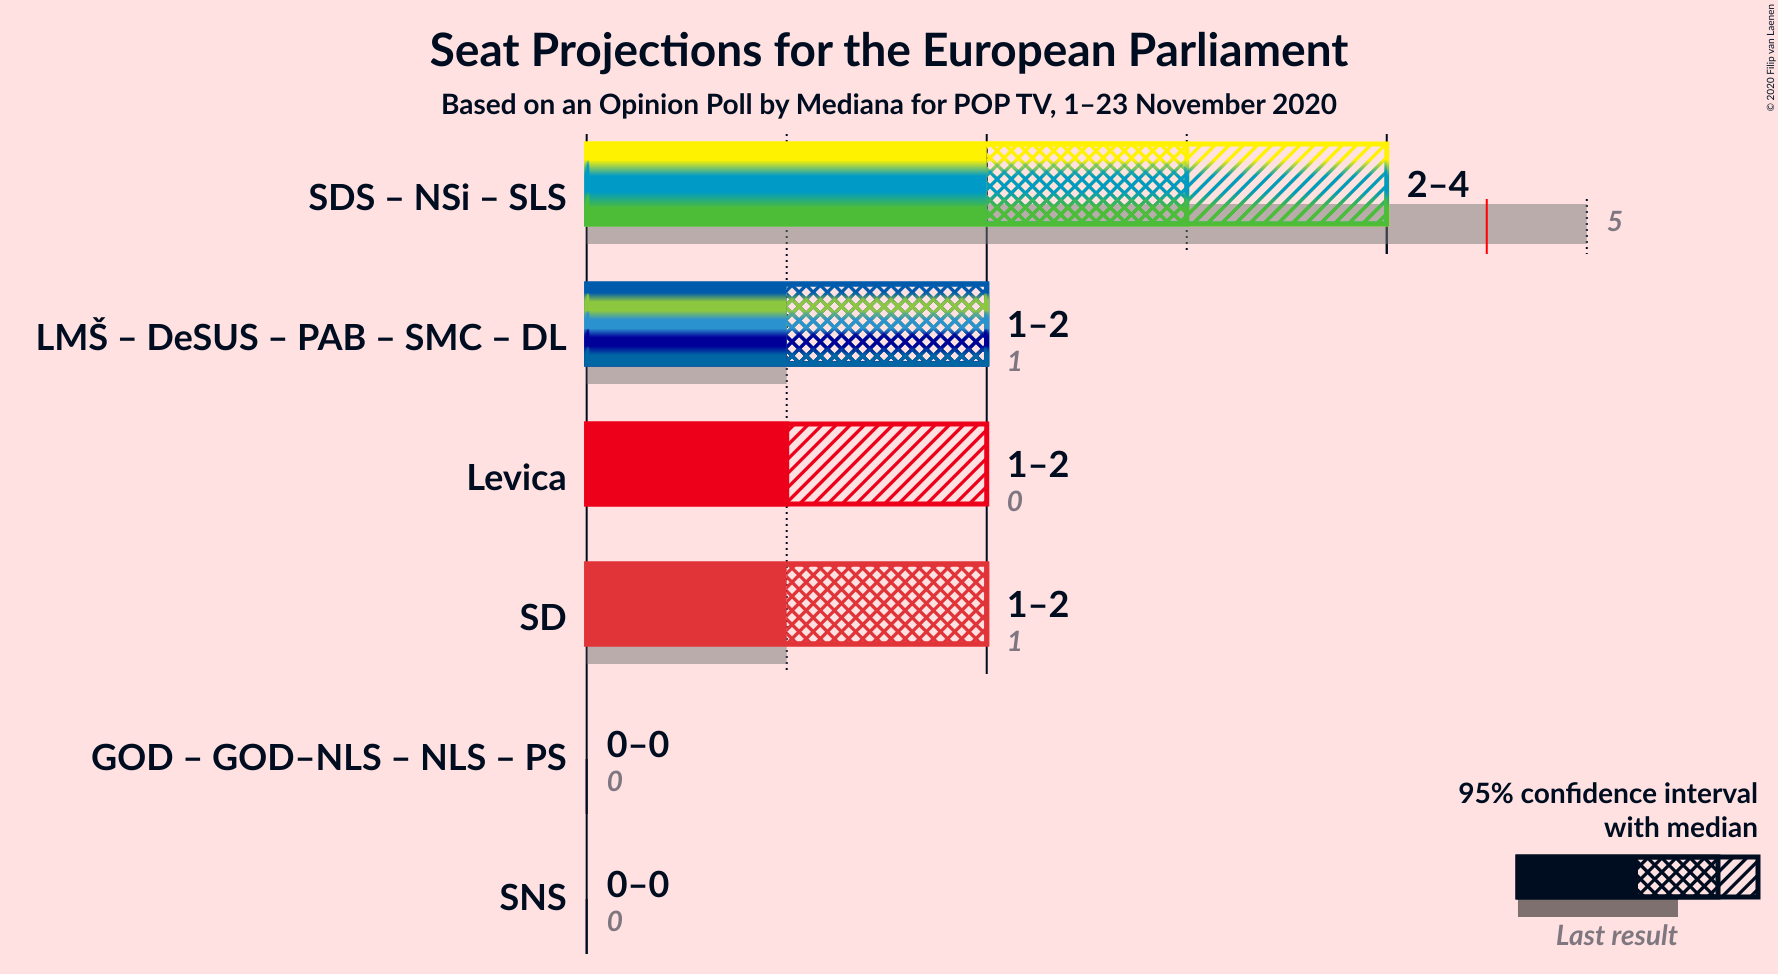 Seat Projections for the European Parliament
Based on an Opinion Poll by Mediana for POP TV, 1–23 November 2020
© 2020 Filip van Laenen
SDS – NSi – SLS
2–4
5
LMŠ – DeSUS – PAB – SMC – DL
1–2
1
Levica
1–2
0
SD
1–2
1
GOD – GOD–NLS – NLS – PS
0–0
0
SNS
0–0
0
95% confidence interval
with median
Last result